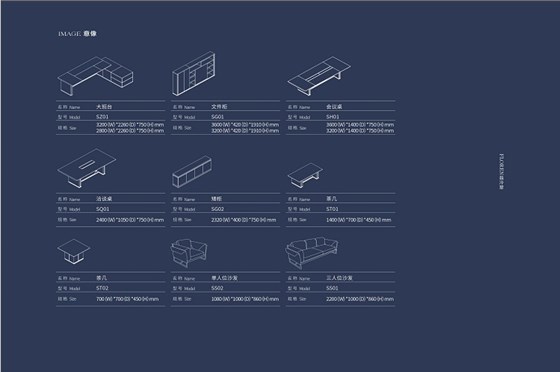 IMAGE 意像
名称 Name 大班台
型号 Model SZ01
规格 Size 3200 (W) *2260 (D) *750 (H) mm
2800 (W) *2260 (D) *750 (H) mm
名称 Name 文件柜
型号 Model SG01
规格 Size 3600 (W) *420 (D) *1910 (H) mm
3200 (W) *420 (D) *1910 (H) mm
名称 Name 会议桌
型号 Model SH01
规格 Size 3600 (W) *1400 (D) *750 (H) mm
3200 (W) *1400 (D) *750 (H) mm
名称 Name 洽谈桌
型号 Model SQ01
规格 Size 2400 (W) *1050 (D) *750 (H) mm
名称 Name 矮柜
型号 Model SG02
规格 Size 2320 (W) *400 (D) *750 (H) mm
名称 Name 茶几
型号 Model ST01
规格 Size 1400 (W) *700 (D) *450 (H) mm
名称 Name 茶几
型号 Model ST02
规格 Size 700 (W) *700 (D) *450 (H) mm
名称 Name 单人位沙发
型号 Model SS02
规格 Size 1080 (W) *1000 (D) *860 (H) mm
名称 Name 三人位沙发
型号 Model SS01
规格 Size 2280 (W) *1000 (D) *860 (H) mm